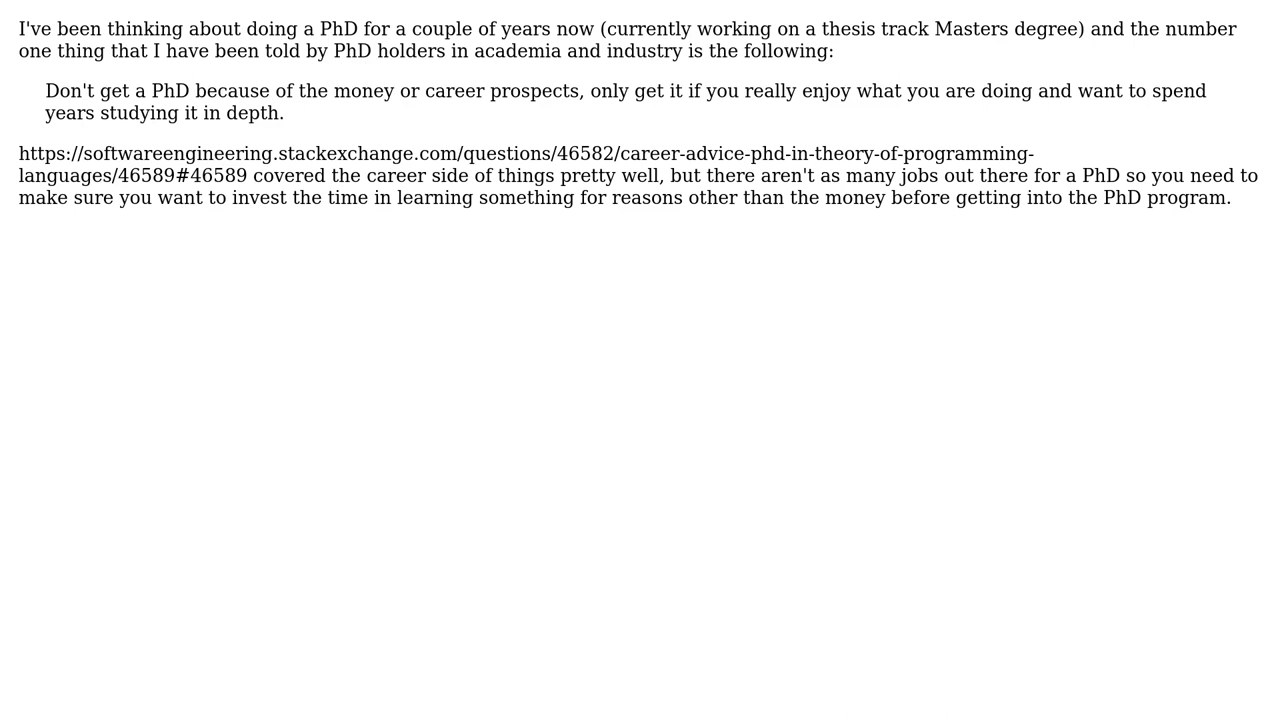 I've been thinking about doing a PhD for a couple of years now (currently working on a thesis track Masters degree) and the number
one thing that I have been told by PhD holders in academia and industry is the following:
Don't get a PhD because of the money or career prospects, only get it if you really enjoy what you are doing and want to spend
years studying it in depth.
https://softwareengineering.stackexchange.com/questions/46582/career-advice-phd-in-theory-of-programming-
languages/46589#46589 covered the career side of things pretty well, but there aren't as many jobs out there for a PhD so you need to
make sure you want to invest the time in learning something for reasons other than the money before getting into the PhD program.